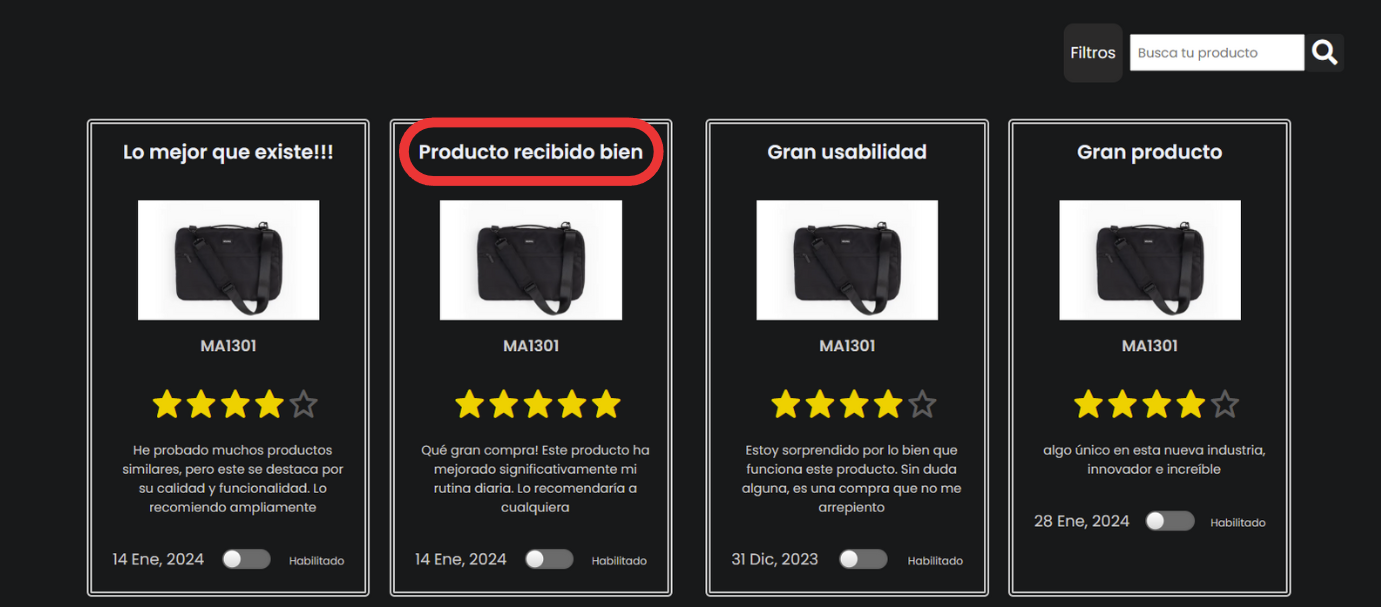 Filtros
Busca tu producto
Lo mejor que existe!!!
MA1301
He probado muchos productos
similares, pero este se destaca por
su calidad y funcionalidad. Lo
recomiendo ampliamente
14 Ene, 2024
Habilitado
Producto recibido bien
MA1301
Qué gran compra! Este producto ha
mejorado significativamente mi
rutina diaria. Lo recomendaría a
cualquiera
14 Ene, 2024
Habilitado
Gran usabilidad
MA1301
Estoy sorprendido por lo bien que
funciona este producto. Sin duda
alguna, es una compra que no me
arrepiento
31 Dic, 2023
Habilitado
Gran producto
MA1301
algo único en esta nueva industria,
innovador e increíble
28 Ene, 2024
Habilitado